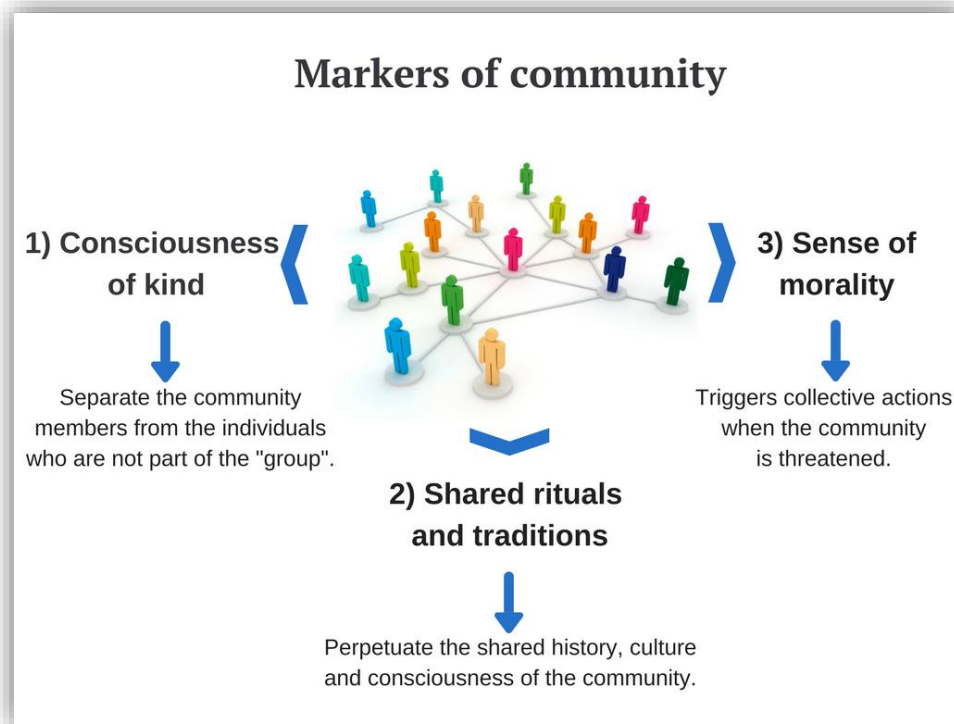 Markers of community
1) Consciousness
of kind
Separate the community
members from the individuals
who are not part of the "group".
2) Shared rituals
and traditions
Perpetuate the shared history, culture
and consciousness of the community.
3) Sense of
morality
Triggers collective actions
when the community
is threatened.